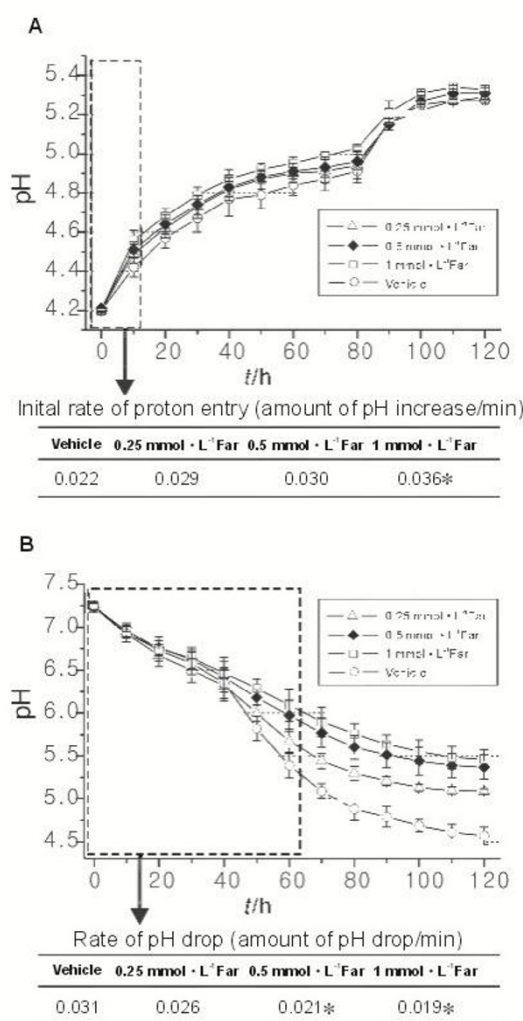 A
pH
5.4
5.2
5.0
4.8
4.6
4.4
4.2
0.25 mmol · L⁻¹Far
0.5 mmol · L⁻¹Far
1 mmol · L⁻¹Far
Vehicle
0 20 40 60 80 100 120
t/h
Inital rate of proton entry (amount of pH increase/min)
Vehicle 0.25 mmol · L⁻¹Far 0.5 mmol · L⁻¹Far 1 mmol · L⁻¹Far
0.022 0.029 0.030 0.036*
B
pH
7.5
7.0
6.5
6.0
5.5
5.0
4.5
0.25 mmol · L⁻¹Far
0.5 mmol · L⁻¹Far
1 mmol · L⁻¹Far
Vehicle
0 20 40 60 80 100 120
t/h
Rate of pH drop (amount of pH drop/min)
Vehicle 0.25 mmol · L⁻¹Far 0.5 mmol · L⁻¹Far 1 mmol · L⁻¹Far
0.031 0.026 0.021* 0.019*